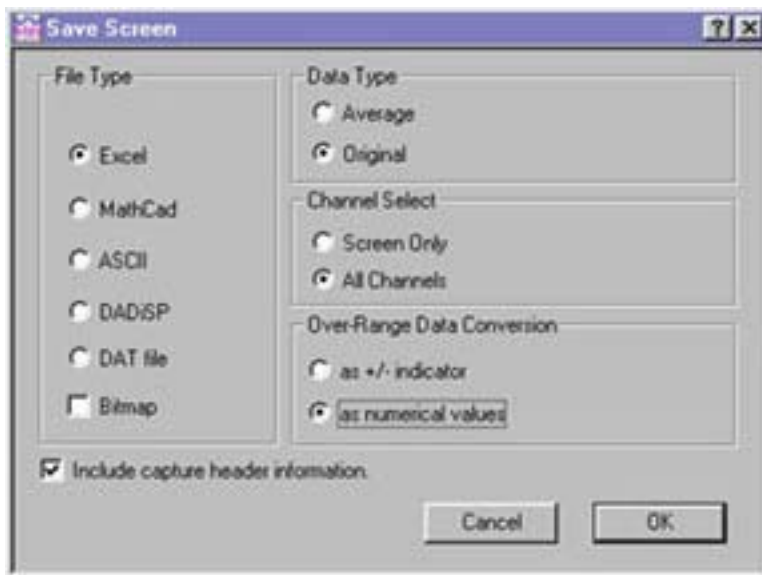 Save Screen
File Type
Excel
MathCad
ASCII
DADiSP
DAT file
Bitmap
Data Type
Average
Original
Channel Select
Screen Only
All Channels
Over-Range Data Conversion
as +/- indicator
as numerical values
Include capture header information.
Cancel
OK